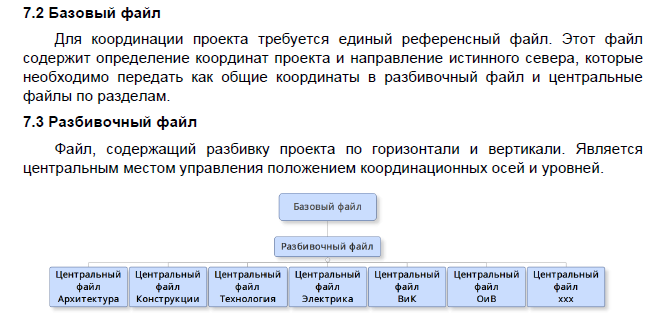 7.2 Базовый файл
Для координации проекта требуется единый референсный файл. Этот файл
содержит определение координат проекта и направление истинного севера, которые
необходимо передать как общие координаты в разбивочный файл и центральные
файлы по разделам.
7.3 Разбивочный файл
Файл, содержащий разбивку проекта по горизонтали и вертикали. Является
центральным местом управления положением координационных осей и уровней.
Базовый файл
Разбивочный файл
Центральный
файл
Архитектура
Центральный
файл
Конструкции
Центральный
файл
Технология
Центральный
файл
Электрика
Центральный
файл
ВиК
Центральный
файл
ОиВ
Центральный
файл
xxx